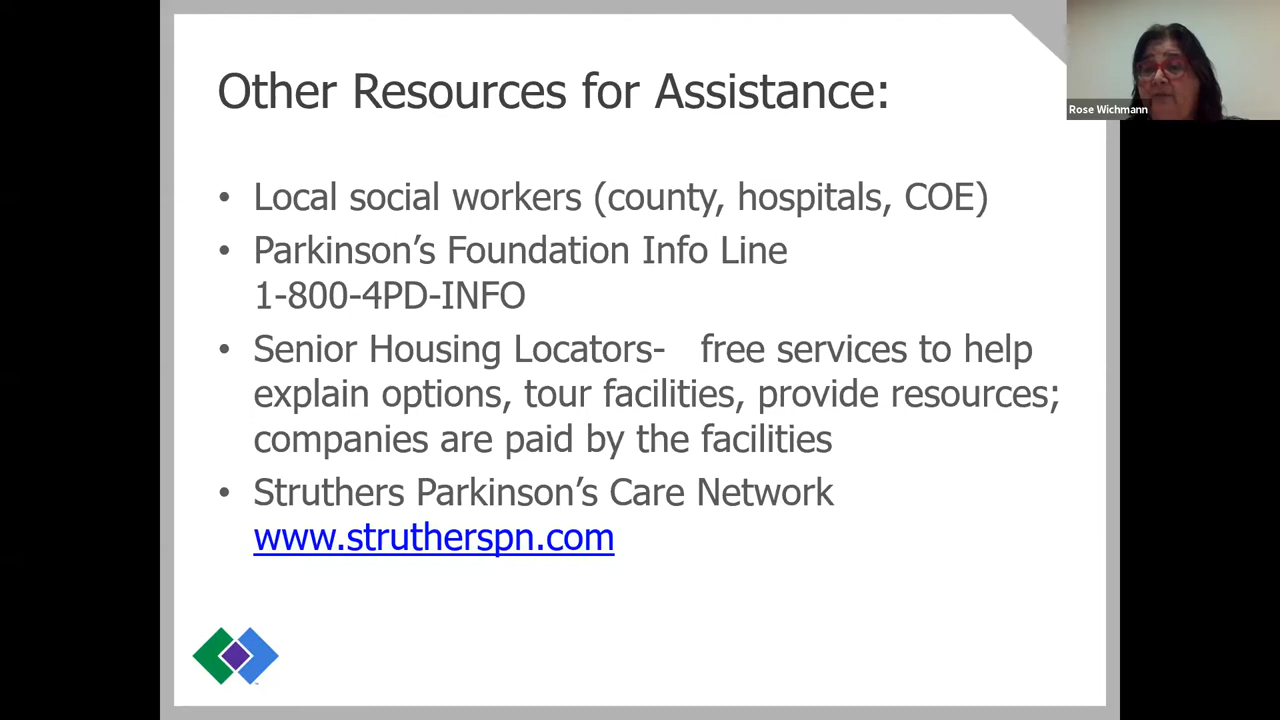 Other Resources for Assistance:
Rose Wichmann
• Local social workers (county, hospitals, COE)
• Parkinson’s Foundation Info Line
1-800-4PD-INFO
• Senior Housing Locators- free services to help
explain options, tour facilities, provide resources;
companies are paid by the facilities
• Struthers Parkinson’s Care Network
www.strutherspn.com